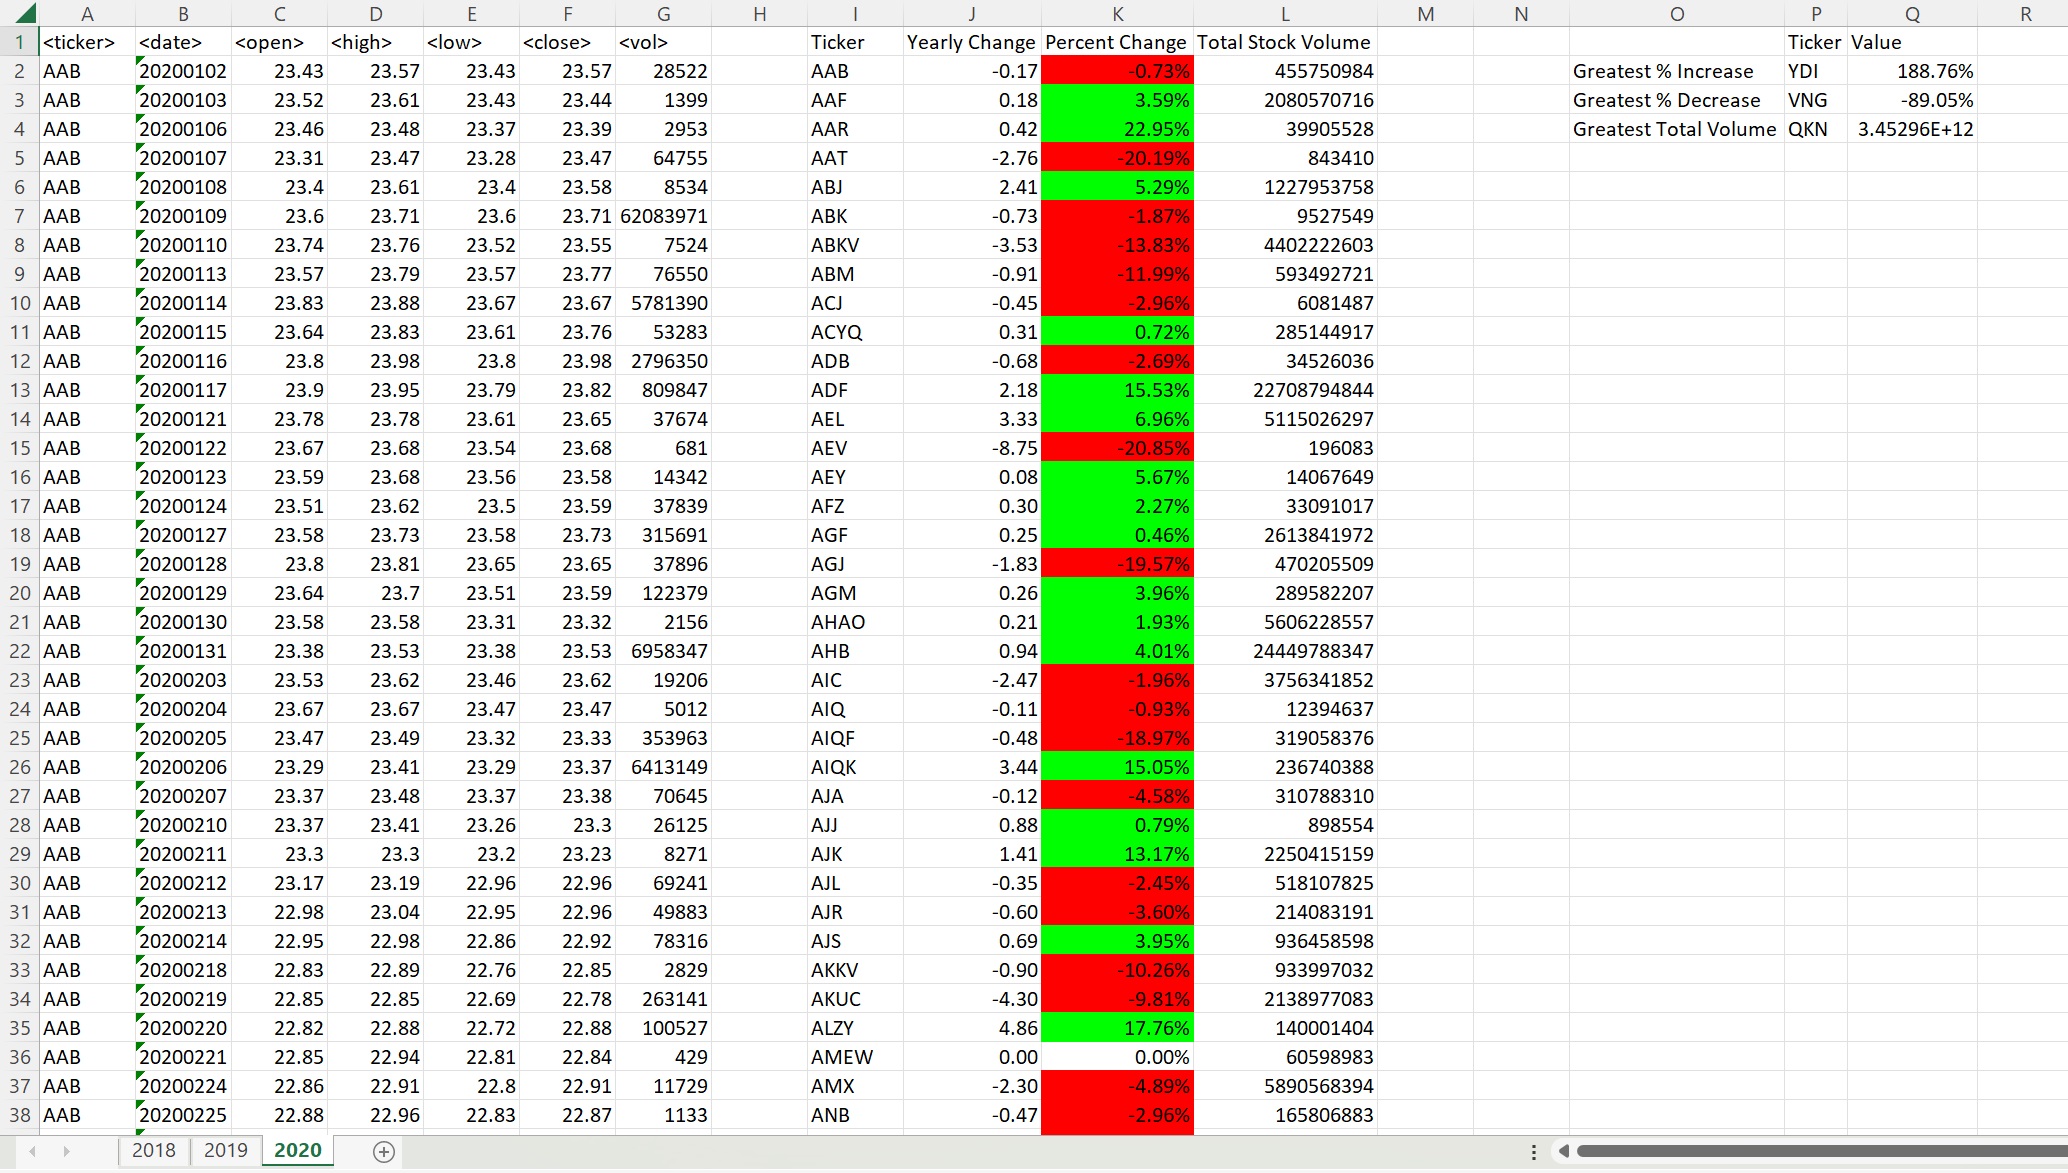 A B C D E F G H I J K L M N O P Q R
1 <ticker> <date> <open> <high> <low> <close> <vol> Ticker Yearly Change Percent Change Total Stock Volume Ticker Value
2 AAB 20200102 23.43 23.57 23.43 23.57 28522 AAB -0.17 -0.73% 455750984 Greatest % Increase YDI 188.76%
3 AAB 20200103 23.52 23.61 23.43 23.44 1399 AAF 0.18 3.59% 2080570716 Greatest % Decrease VNG -89.05%
4 AAB 20200106 23.46 23.48 23.37 23.39 2953 AAR 0.42 22.95% 39905528 Greatest Total Volume QKN 3.45296E+12
5 AAB 20200107 23.31 23.47 23.28 23.47 64755 AAT -2.76 -20.19% 843410
6 AAB 20200108 23.4 23.61 23.4 23.58 8534 ABJ 2.41 5.29% 1227953758
7 AAB 20200109 23.6 23.71 23.6 23.71 62083971 ABK -0.73 -1.87% 9527549
8 AAB 20200110 23.74 23.76 23.52 23.55 7524 ABKV -3.53 -13.83% 4402222603
9 AAB 20200113 23.57 23.79 23.57 23.77 76550 ABM -0.91 -11.99% 593492721
10 AAB 20200114 23.83 23.88 23.67 23.67 5781390 ACJ -0.45 -2.96% 6081487
11 AAB 20200115 23.64 23.83 23.61 23.76 53283 ACYQ 0.31 0.72% 285144917
12 AAB 20200116 23.8 23.98 23.8 23.98 2796350 ADB -0.68 -2.69% 34526036
13 AAB 20200117 23.9 23.95 23.79 23.82 809847 ADF 2.18 15.53% 22708794844
14 AAB 20200121 23.78 23.78 23.61 23.65 37674 AEL 3.33 6.96% 5115026297
15 AAB 20200122 23.67 23.68 23.54 23.68 681 AEV -8.75 -20.85% 196083
16 AAB 20200123 23.59 23.68 23.56 23.58 14342 AEY 0.08 5.67% 14067649
17 AAB 20200124 23.51 23.62 23.5 23.59 37839 AFZ 0.30 2.27% 33091017
18 AAB 20200127 23.58 23.73 23.58 23.73 315691 AGF 0.25 0.46% 2613841972
19 AAB 20200128 23.8 23.81 23.65 23.65 37896 AGJ -1.83 -19.57% 470205509
20 AAB 20200129 23.64 23.7 23.51 23.59 122379 AGM 0.26 3.96% 289582207
21 AAB 20200130 23.58 23.58 23.31 23.32 2156 AHAO 0.21 1.93% 5606228557
22 AAB 20200131 23.38 23.53 23.38 23.53 6958347 AHB 0.94 4.01% 24449788347
23 AAB 20200203 23.53 23.62 23.46 23.62 19206 AIC -2.47 -1.96% 3756341852
24 AAB 20200204 23.67 23.67 23.47 23.47 5012 AIQ -0.11 -0.93% 12394637
25 AAB 20200205 23.47 23.49 23.32 23.33 353963 AIQF -0.48 -18.97% 319058376
26 AAB 20200206 23.29 23.41 23.29 23.37 6413149 AIQK 3.44 15.05% 236740388
27 AAB 20200207 23.37 23.48 23.37 23.38 70645 AJA -0.12 -4.58% 310788310
28 AAB 20200210 23.37 23.41 23.26 23.3 26125 AJJ 0.88 0.79% 898554
29 AAB 20200211 23.3 23.3 23.2 23.23 8271 AJK 1.41 13.17% 2250415159
30 AAB 20200212 23.17 23.19 22.96 22.96 69241 AJL -0.35 -2.45% 518107825
31 AAB 20200213 22.98 23.04 22.95 22.96 49883 AJR -0.60 -3.60% 214083191
32 AAB 20200214 22.95 22.98 22.86 22.92 78316 AJS 0.69 3.95% 936458598
33 AAB 20200218 22.83 22.89 22.76 22.85 2829 AKKV -0.90 -10.26% 933997032
34 AAB 20200219 22.85 22.85 22.69 22.78 263141 AKUC -4.30 -9.81% 2138977083
35 AAB 20200220 22.82 22.88 22.72 22.88 100527 ALZY 4.86 17.76% 140001404
36 AAB 20200221 22.85 22.94 22.81 22.84 429 AMEW 0.00 0.00% 60598983
37 AAB 20200224 22.86 22.91 22.8 22.91 11729 AMX -2.30 -4.89% 5890568394
38 AAB 20200225 22.88 22.96 22.83 22.87 1133 ANB -0.47 -2.96% 165806883
2018 2019 2020